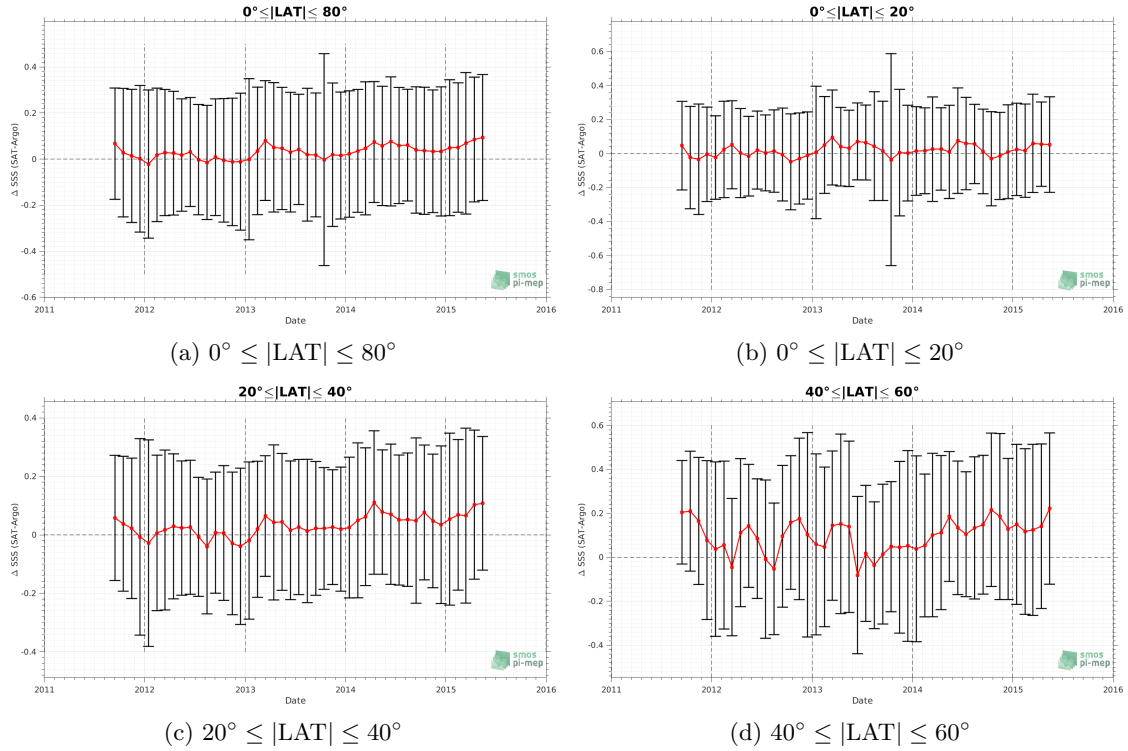 0°≤|LAT|≤ 80°
Δ SSS (SAT-Argo)
0.4
0.2
0
-0.2
-0.4
-0.6
2011 2012 2013 2014 2015 2016
Date
smos
pi-mep
(a) 0° ≤ |LAT| ≤ 80°
0°≤|LAT|≤ 20°
Δ SSS (SAT-Argo)
0.6
0.4
0.2
0
-0.2
-0.4
-0.6
-0.8
2011 2012 2013 2014 2015 2016
Date
smos
pi-mep
(b) 0° ≤ |LAT| ≤ 20°
20°≤|LAT|≤ 40°
Δ SSS (SAT-Argo)
0.4
0.2
0
-0.2
-0.4
2011 2012 2013 2014 2015 2016
Date
smos
pi-mep
(c) 20° ≤ |LAT| ≤ 40°
40°≤|LAT|≤ 60°
Δ SSS (SAT-Argo)
0.6
0.4
0.2
0
-0.2
-0.4
2011 2012 2013 2014 2015 2016
Date
smos
pi-mep
(d) 40° ≤ |LAT| ≤ 60°